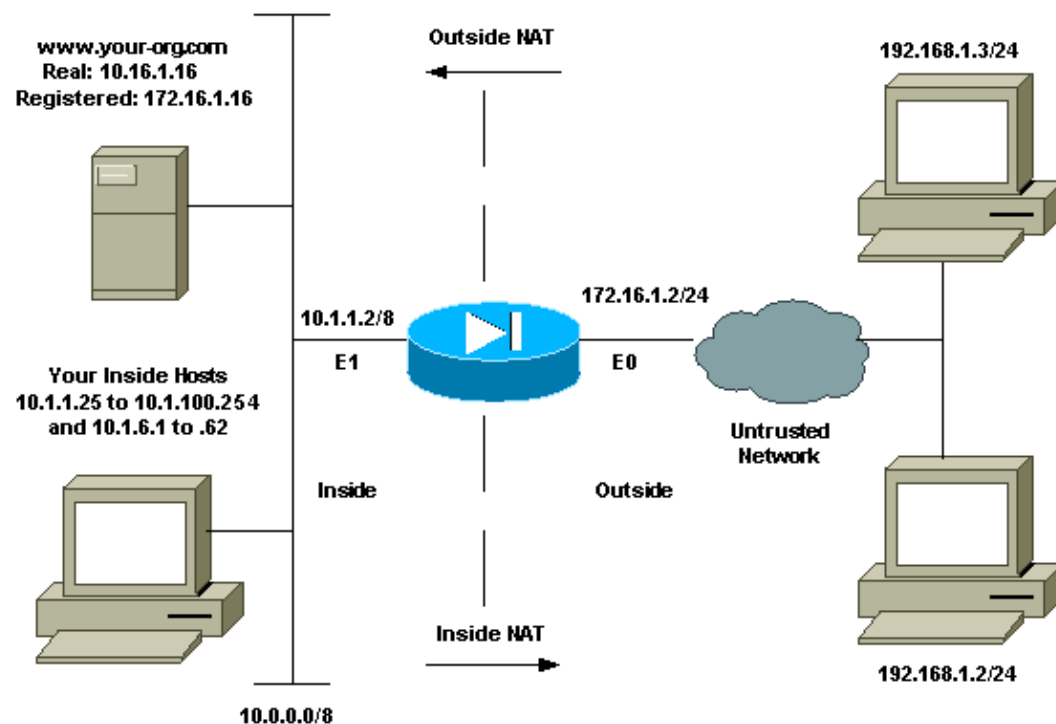 www.your-org.com
Real: 10.16.1.16
Registered: 172.16.1.16
Outside NAT
192.168.1.3/24
10.1.1.2/8
E1
172.16.1.2/24
E0
Your Inside Hosts
10.1.1.25 to 10.1.100.254
and 10.1.6.1 to .62
Untrusted
Network
Inside
Outside
Inside NAT
192.168.1.2/24
10.0.0.0/8